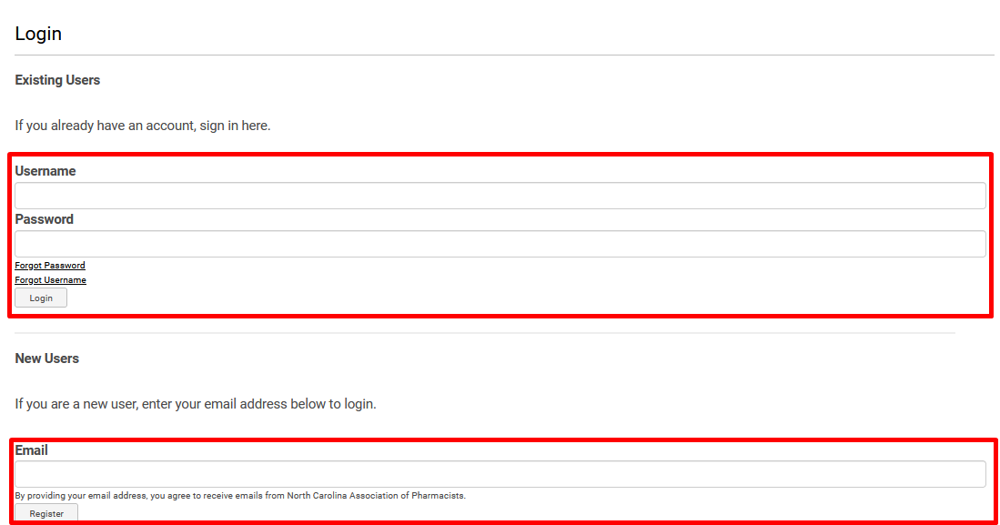 Login
Existing Users
If you already have an account, sign in here.
Username
Password
Forgot Password
Forgot Username
Login
New Users
If you are a new user, enter your email address below to login.
Email
By providing your email address, you agree to receive emails from North Carolina Association of Pharmacists.
Register